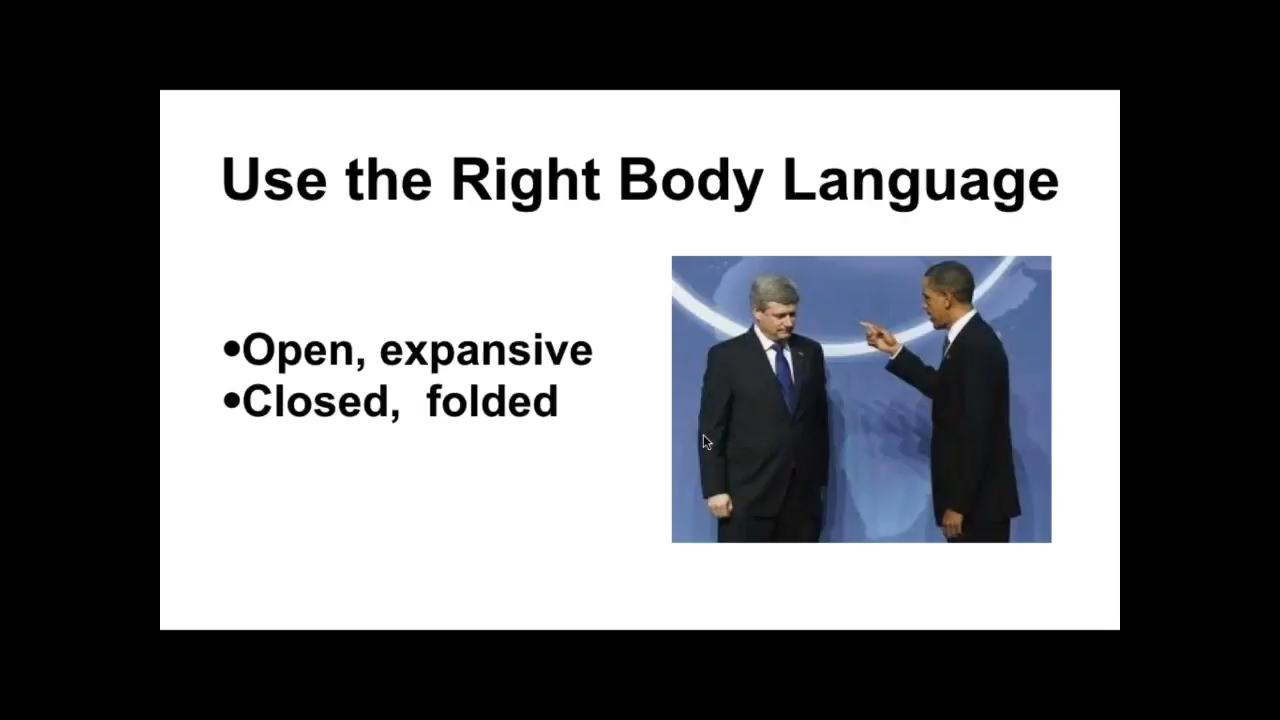 Use the Right Body Language
•Open, expansive
•Closed,  folded